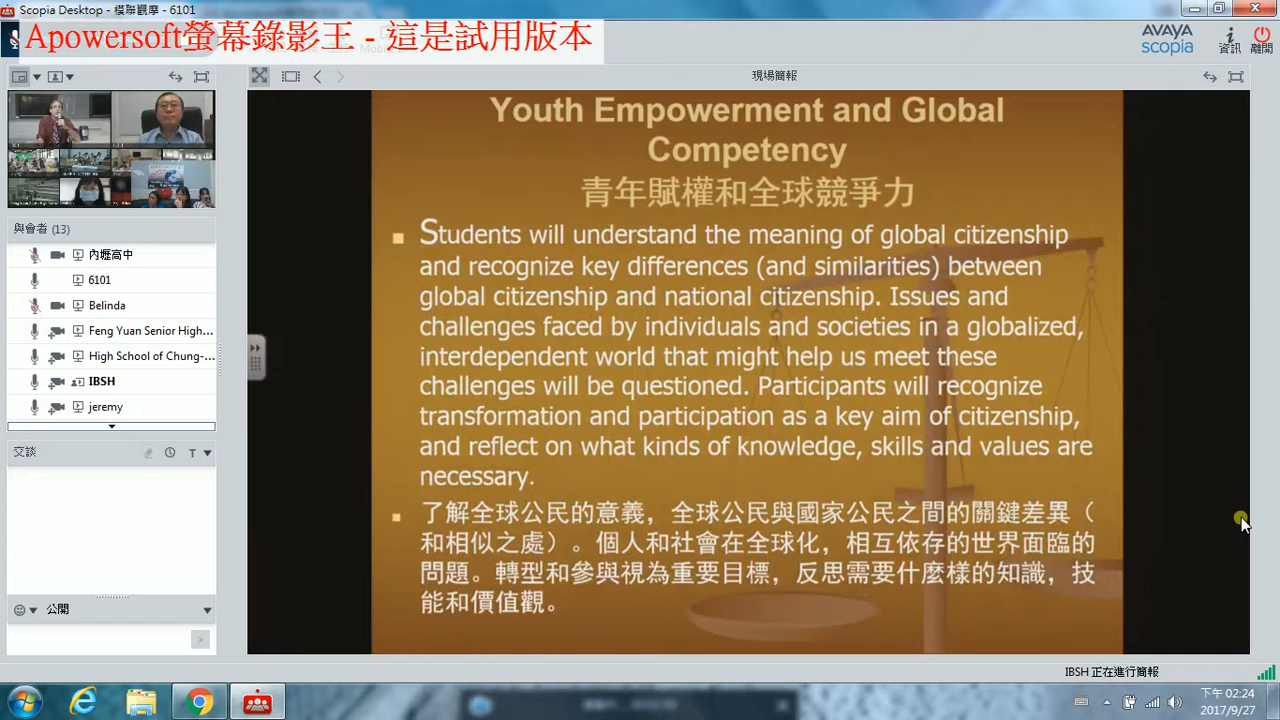 Scopia Desktop - 模聯觀摩 - 6101
Apowersoft螢幕錄影王 - 這是試用版本
AVAYA
scopia
資訊
離開
現場簡報
與會者 (13)
內壢高中
6101
Belinda
Feng Yuan Senior High...
High School of Chung-...
IBSH
jeremy
交談
T
公開
Youth Empowerment and Global
Competency
青年賦權和全球競爭力
Students will understand the meaning of global citizenship
and recognize key differences (and similarities) between
global citizenship and national citizenship. Issues and
challenges faced by individuals and societies in a globalized,
interdependent world that might help us meet these
challenges will be questioned. Participants will recognize
transformation and participation as a key aim of citizenship,
and reflect on what kinds of knowledge, skills and values are
necessary.
了解全球公民的意義，全球公民與國家公民之間的關鍵差異（
和相似之處）。個人和社會在全球化，相互依存的世界面臨的
問題。轉型和參與視為重要目標，反思需要什麼樣的知識，技
能和價值觀。
IBSH 正在進行簡報
下午 02:24
2017/9/27